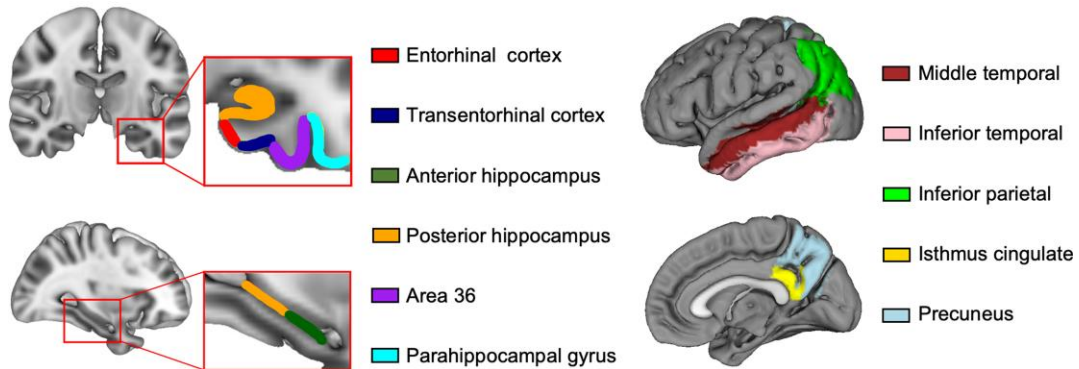 Entorhinal cortex
Transentorhinal cortex
Anterior hippocampus
Posterior hippocampus
Area 36
Parahippocampal gyrus
Middle temporal
Inferior temporal
Inferior parietal
Isthmus cingulate
Precuneus